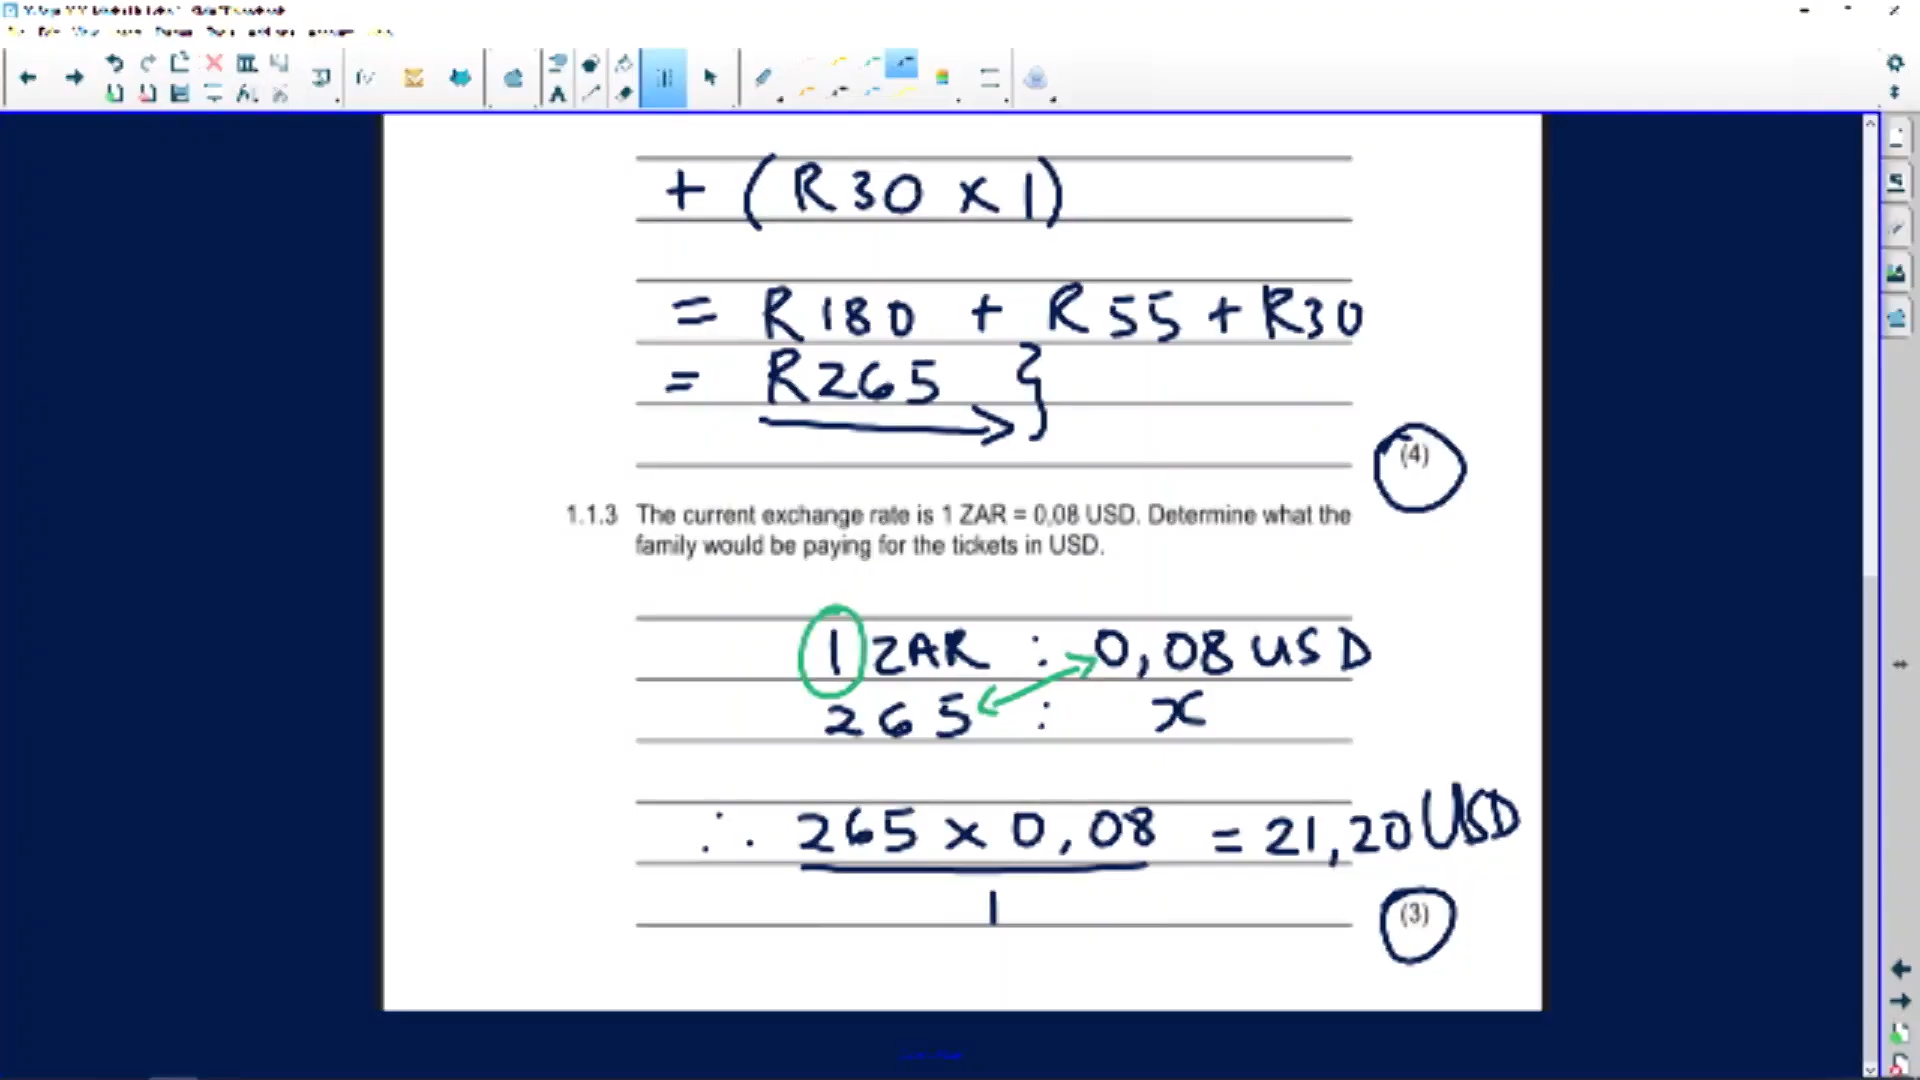 + (R30 x 1)
= R180 + R55 + R30
= R265 }
(4)
1.1.3 The current exchange rate is 1 ZAR = 0,08 USD. Determine what the
family would be paying for the tickets in USD.
1 ZAR : 0,08 USD
265 : x
∴ 265 x 0,08 = 21,20 USD
1
(3)